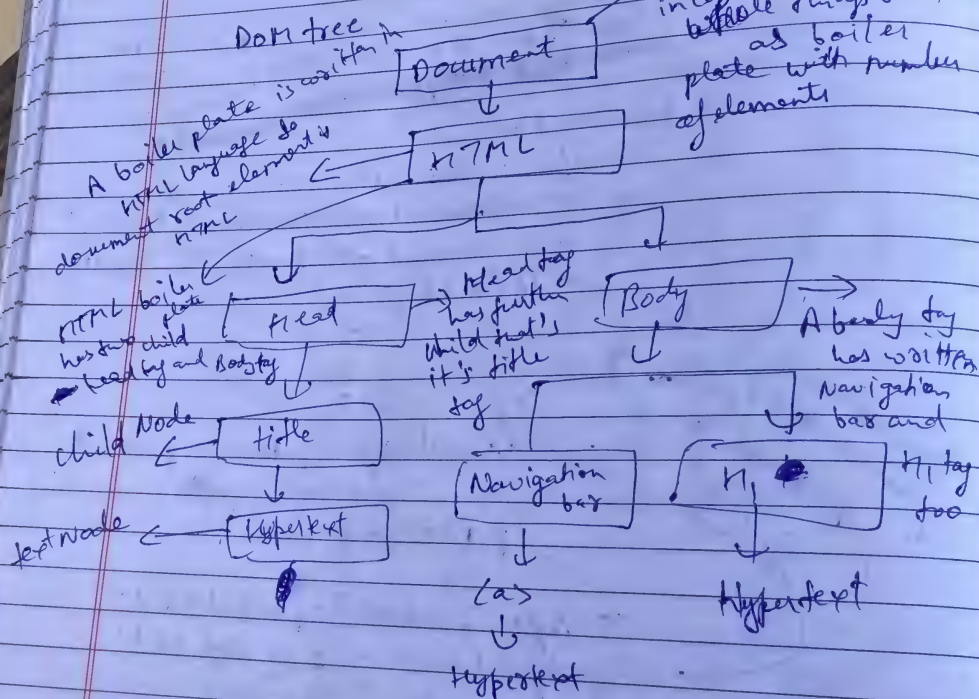 DOM tree
Document
as boiler
plate with number
of elements
A boiler plate is written in
HTML language so
document root element is
HTML
HTML
HTML boiler
plate
has two child
head tag and Body tag
Head
Head tag
has further
child that's
it's title
tag
Body
A body tag
has written
Navigation
bar and
H1 tag
too
child Node
title
Text Node
Hypertext
Navigation
bar
<a>
Hypertext
H1
Hypertext